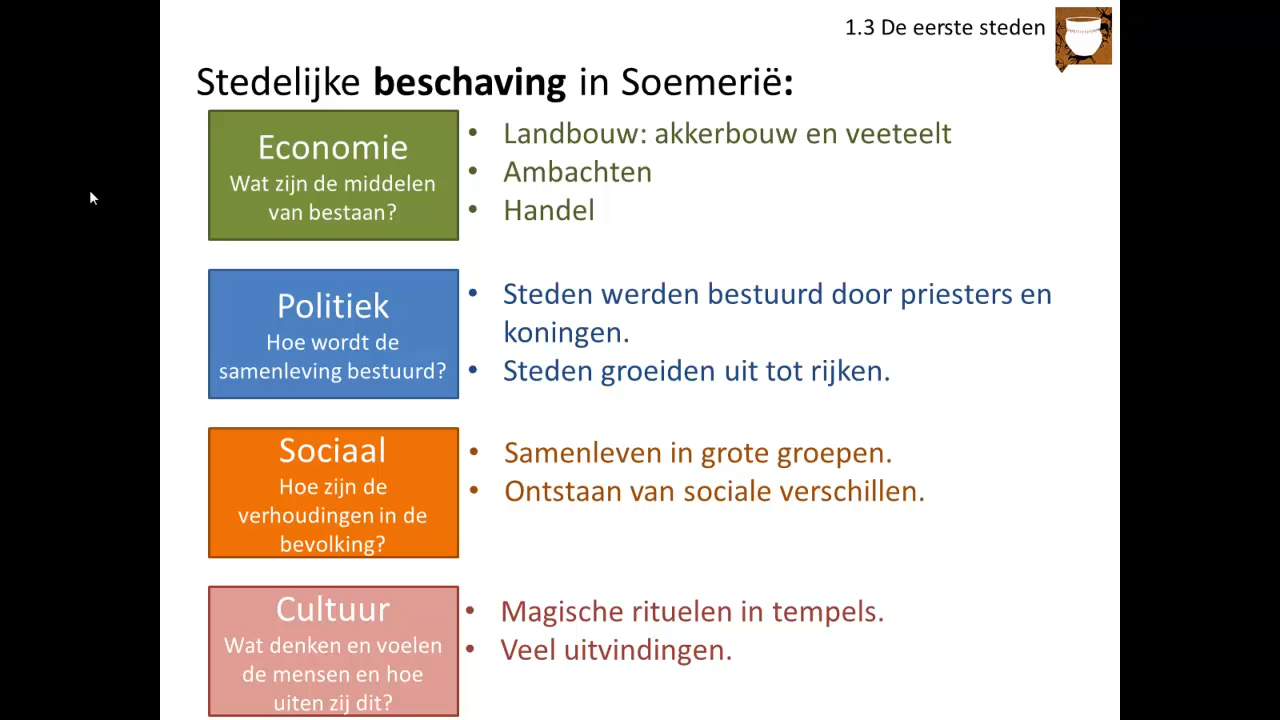 1.3 De eerste steden
Stedelijke beschaving in Soemerië:
Economie
Wat zijn de middelen
van bestaan?
• Landbouw: akkerbouw en veeteelt
• Ambachten
• Handel
Politiek
Hoe wordt de
samenleving bestuurd?
• Steden werden bestuurd door priesters en
koningen.
• Steden groeiden uit tot rijken.
Sociaal
Hoe zijn de
verhoudingen in de
bevolking?
• Samenleven in grote groepen.
• Ontstaan van sociale verschillen.
Cultuur
Wat denken en voelen
de mensen en hoe
uiten zij dit?
• Magische rituelen in tempels.
• Veel uitvindingen.